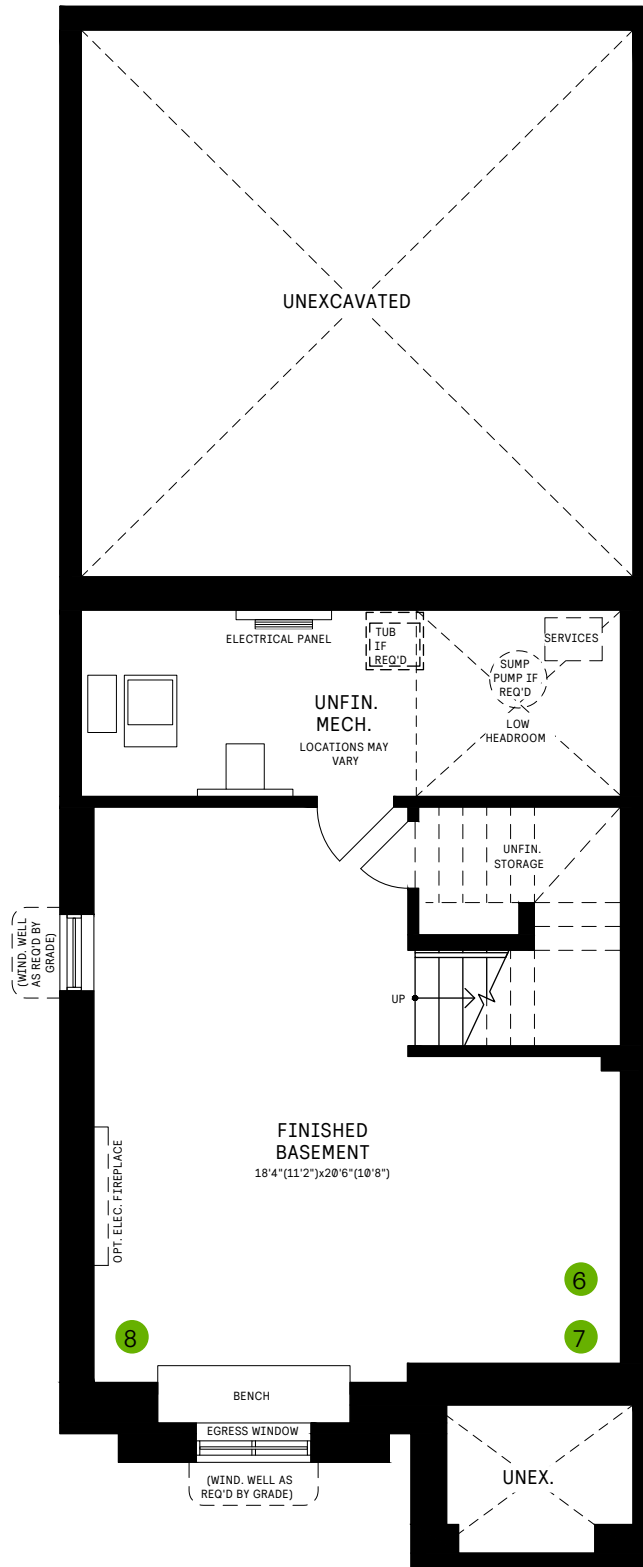 UNEXCAVATED
ELECTRICAL PANEL
TUB
IF
REQ'D
SERVICES
SUMP
PUMP IF
REQ'D
UNFIN.
MECH.
LOCATIONS MAY
VARY
LOW
HEADROOM
UNFIN.
STORAGE
(WIND. WELL
AS REQ'D BY
GRADE)
UP
FINISHED
BASEMENT
18'4"(11'2")x20'6"(10'8")
OPT. ELEC. FIREPLACE
6
8
7
BENCH
EGRESS WINDOW
(WIND. WELL AS
REQ'D BY GRADE)
UNEX.